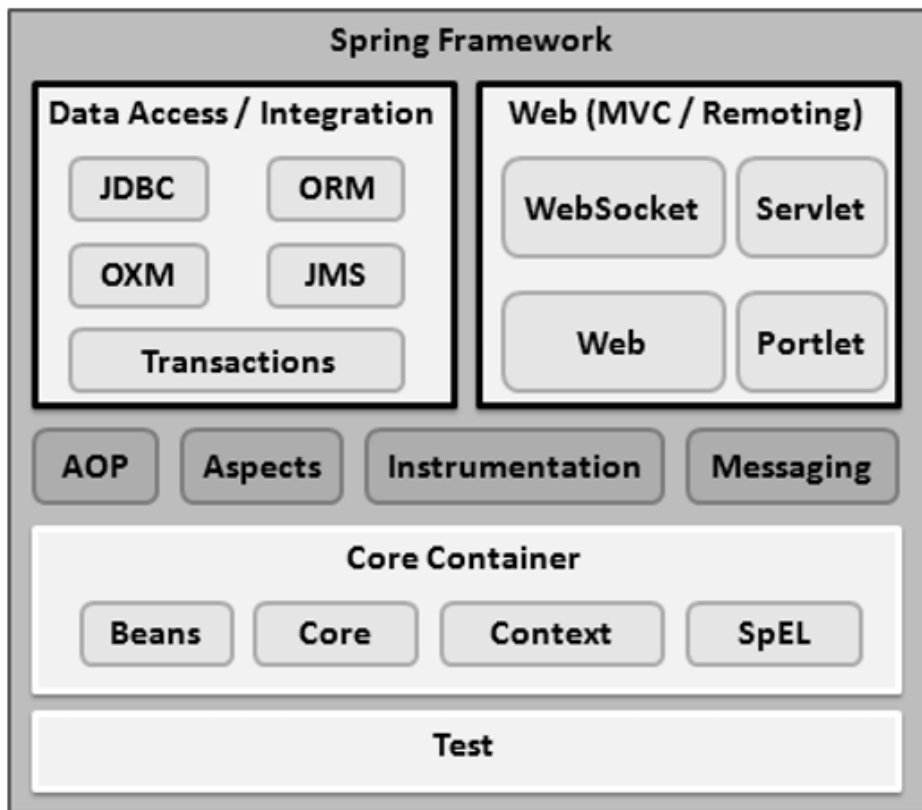 Spring Framework
Data Access / Integration
JDBC
ORM
OXM
JMS
Transactions
Web (MVC / Remoting)
WebSocket
Servlet
Web
Portlet
AOP
Aspects
Instrumentation
Messaging
Core Container
Beans
Core
Context
SpEL
Test